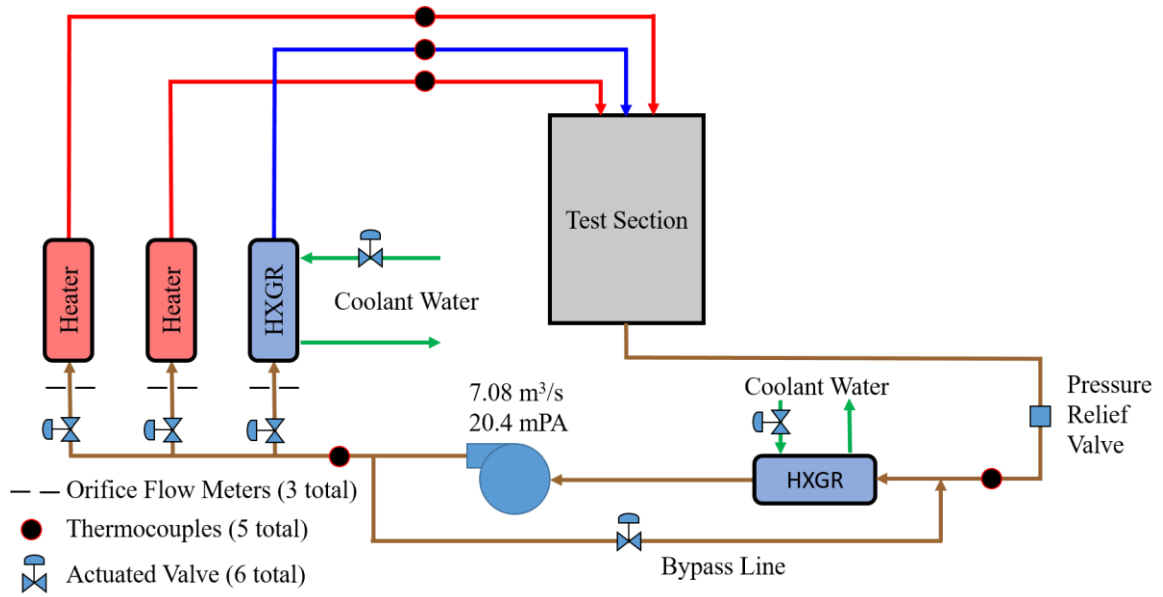 Test Section
Heater
Heater
HXGR
Coolant Water
7.08 m³/s
20.4 mPA
Coolant Water
Pressure
Relief
Valve
HXGR
Orifice Flow Meters (3 total)
Thermocouples (5 total)
Actuated Valve (6 total)
Bypass Line